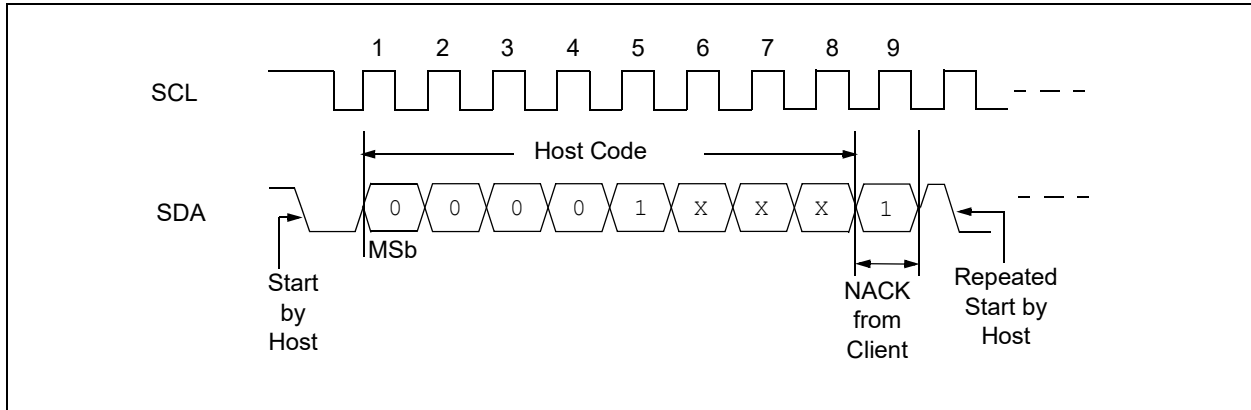 1 2 3 4 5 6 7 8 9
SCL
Host Code
SDA
0 0 0 0 1 X X X 1
MSb
Start
by
Host
NACK
from
Client
Repeated
Start by
Host